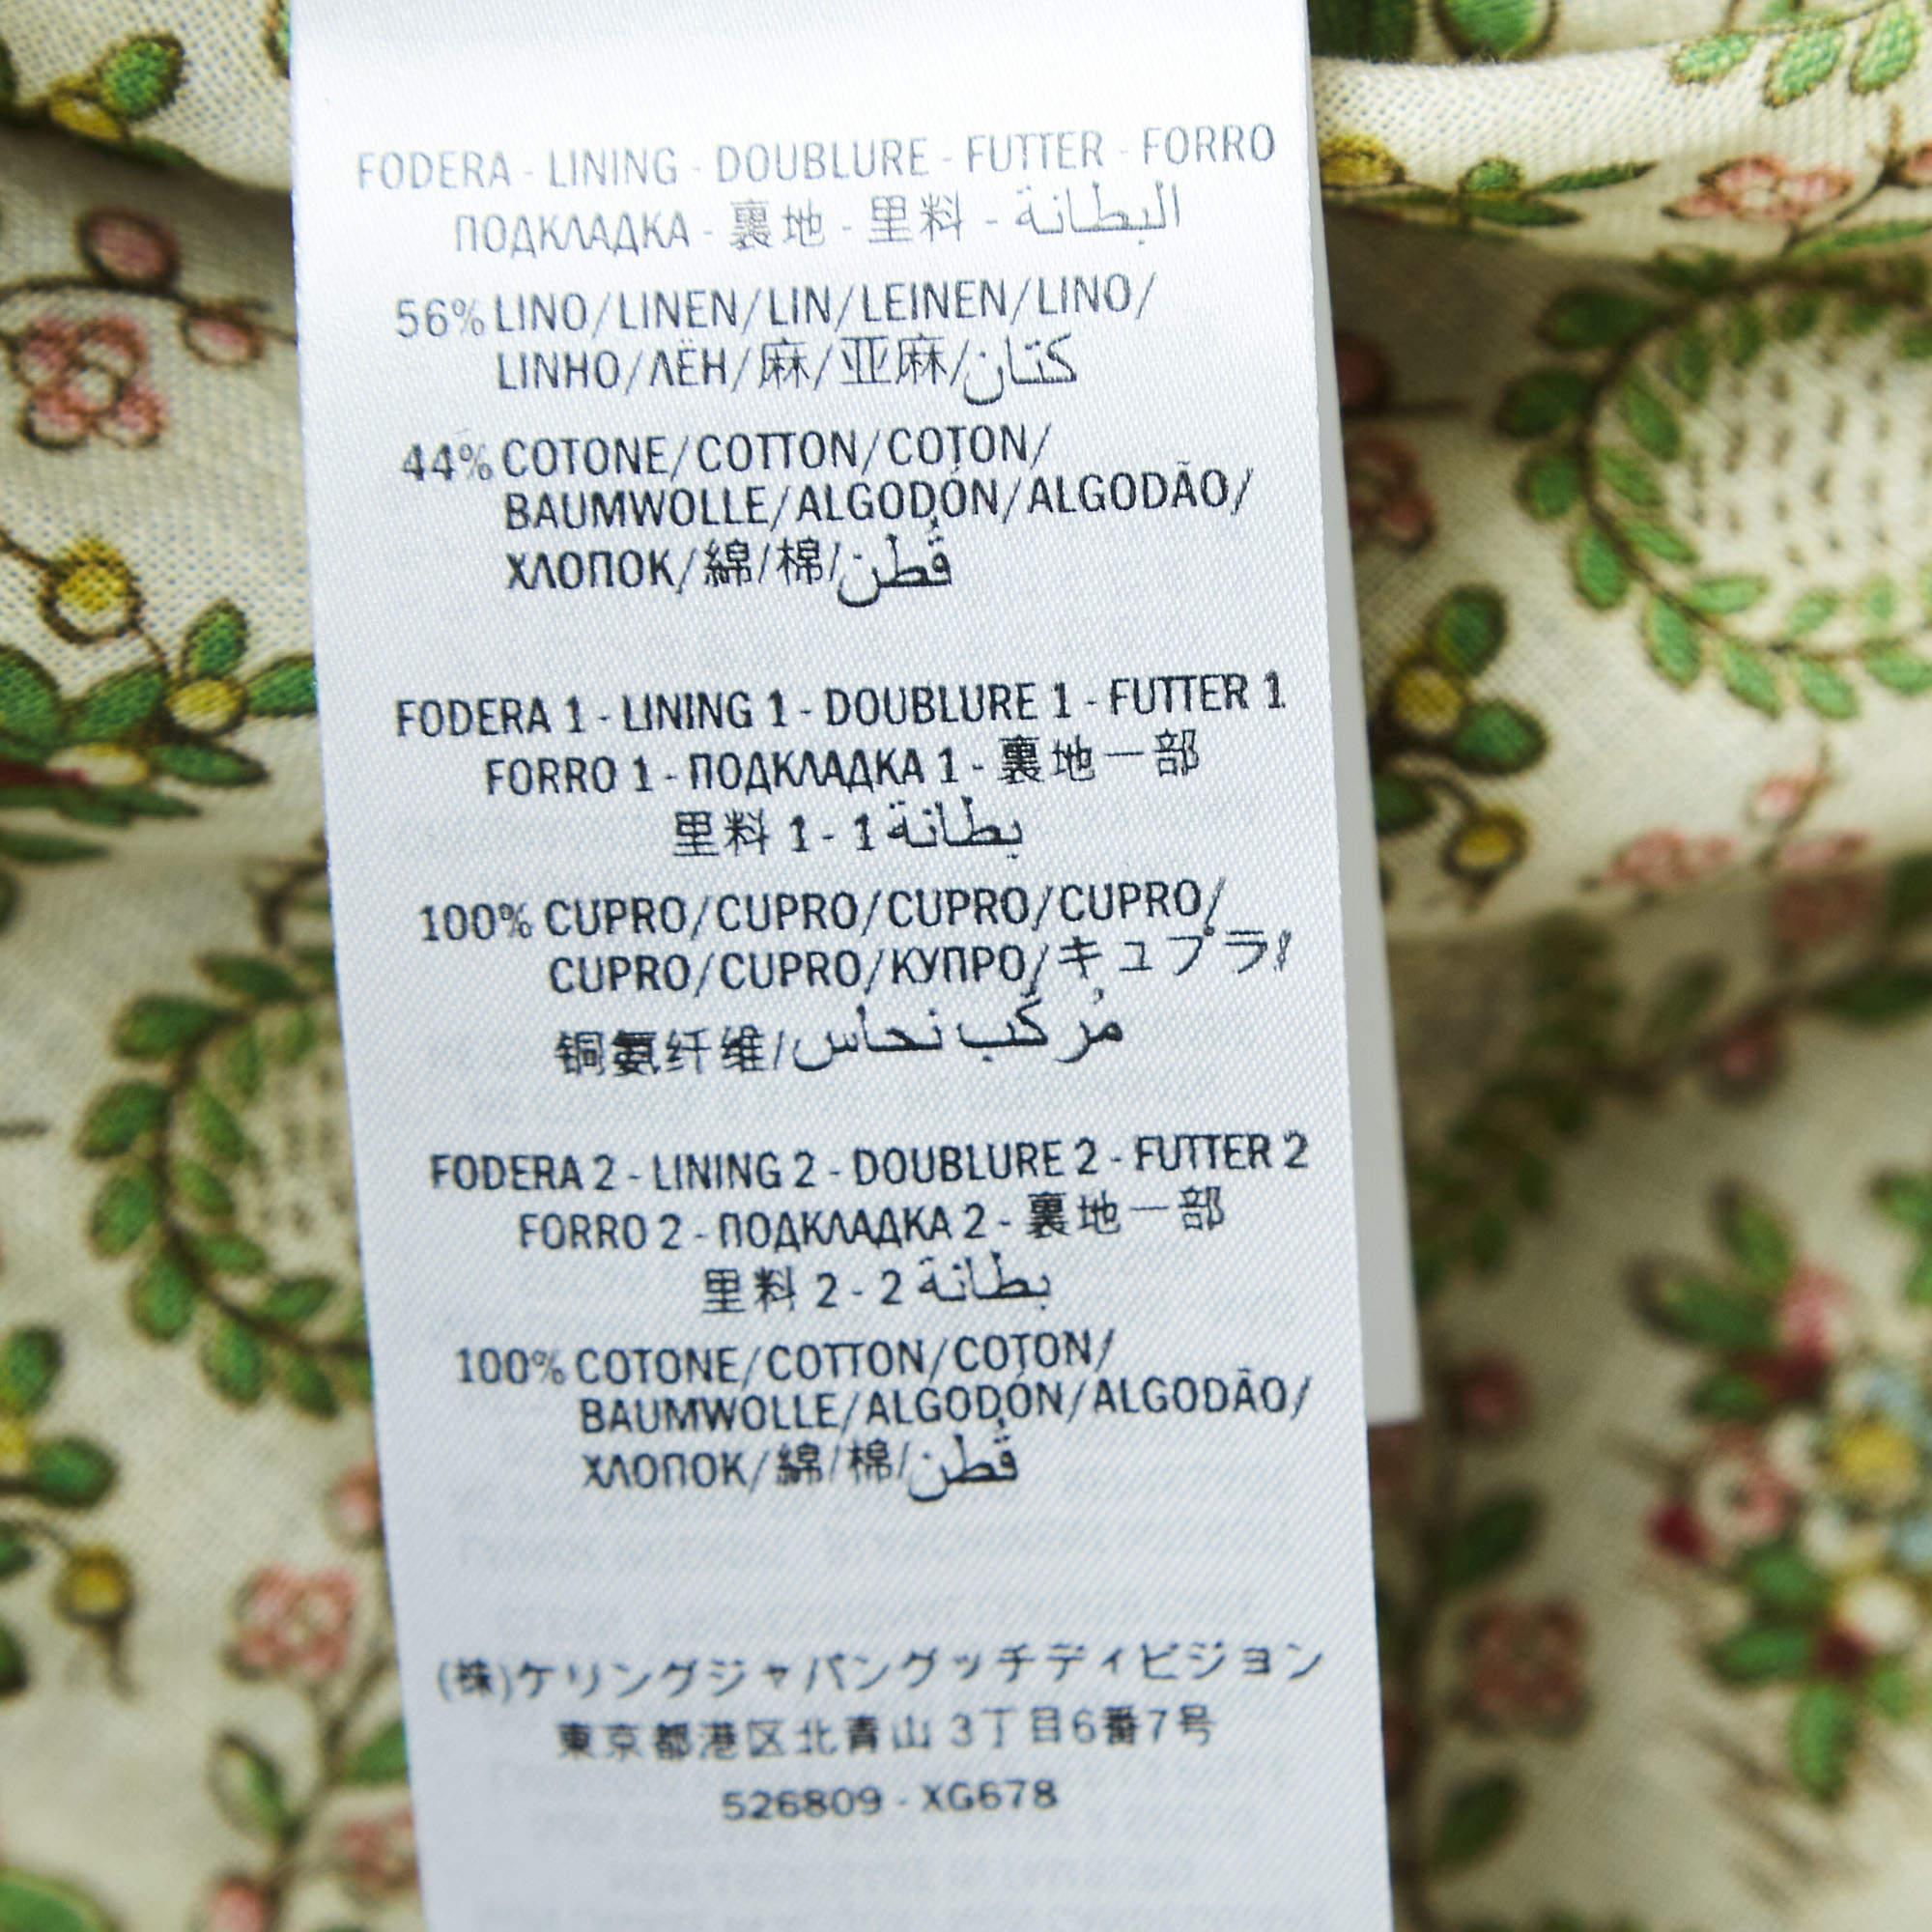 FODERA - LINING - DOUBLURE - FUTTER - FORRO
ПОДКЛАДКА - 裏地 - 里料 - البطانة
56% LINO/LINEN/LIN/LEINEN/LINO/
LINHO/ЛЁН/麻/亚麻/كتان
44% COTONE/COTTON/COTON/
BAUMWOLLE/ALGODÓN/ALGODÃO/
ХЛОПОК/綿/棉/قُطن
FODERA 1 - LINING 1 - DOUBLURE 1 - FUTTER 1
FORRO 1 - ПОДКЛАДКА 1 - 裏地一部
里料 1 - 1 بطانة
100% CUPRO/CUPRO/CUPRO/CUPRO/
CUPRO/CUPRO/КУПРО/キュプラ/
铜氨纤维/مُركب نحاس
FODERA 2 - LINING 2 - DOUBLURE 2 - FUTTER 2
FORRO 2 - ПОДКЛАДКА 2 - 裏地一部
里料 2 - 2 بطانة
100% COTONE/COTTON/COTON/
BAUMWOLLE/ALGODÓN/ALGODÃO/
ХЛОПОК/綿/棉/قُطن
(株)ケリングジャパングッチディビジョン
東京都港区北青山 3丁目6番7号
526809 - XG678